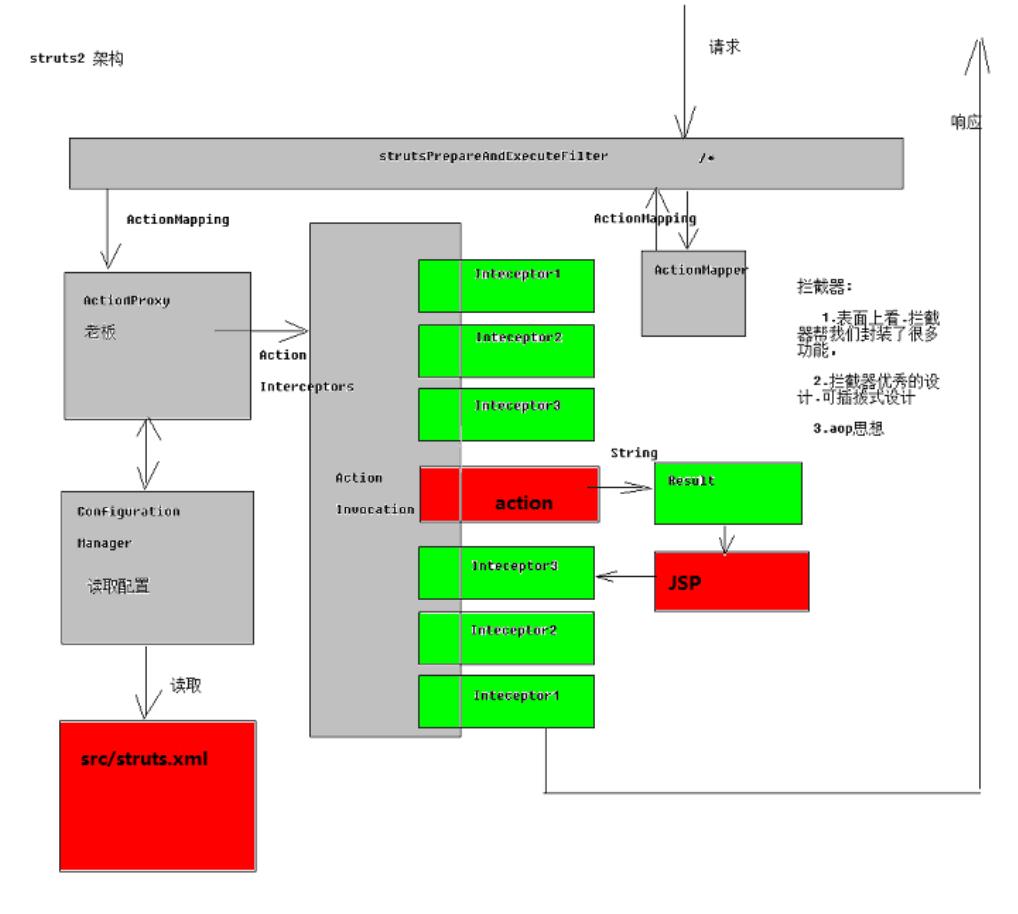 struts2 架构
请求
响应
strutsPrepareAndExecuteFilter /*
ActionMapping
ActionMapping
ActionMapper
ActionProxy
老板
Action
Interceptors
Inteceptor1
Inteceptor2
Inteceptor3
拦截器：
1.表面上看.拦截
器帮我们封装了很多
功能.
2.拦截器优秀的设
计.可插拔式设计
3.aop思想
Action
Invocation
action
String
Result
JSP
Inteceptor3
Inteceptor2
Inteceptor1
Configuration
Manager
读取配置
读取
src/struts.xml